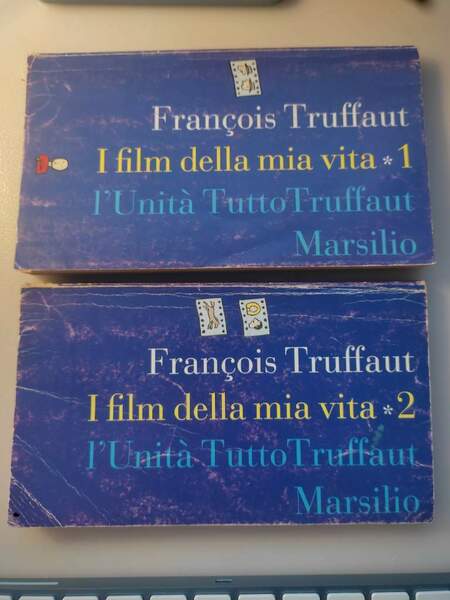 François Truffaut
I film della mia vita * 1
l'Unità TuttoTruffaut
Marsilio
François Truffaut
I film della mia vita * 2
l'Unità TuttoTruffaut
Marsilio